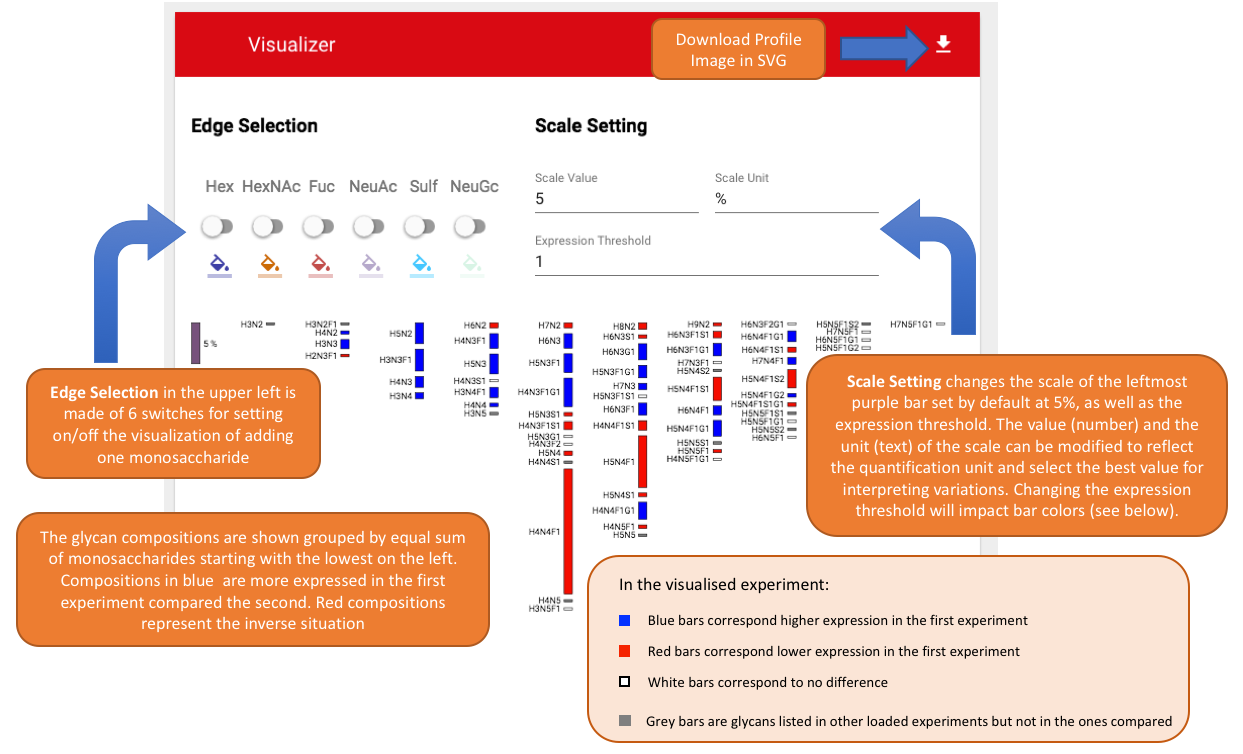 Visualizer
Download Profile
Image in SVG
Edge Selection
Scale Setting
Hex HexNAc Fuc NeuAc Sulf NeuGc
Scale Value
5
Scale Unit
%
Expression Threshold
1
5 %
H3N2
H3N2F1
H4N2
H3N3
H2N3F1
H5N2
H3N3F1
H4N3
H3N4
H6N2
H4N3F1
H5N3
H4N3S1
H3N4F1
H4N4
H3N5
H7N2
H6N3
H5N3F1
H4N3F1G1
H5N3S1
H4N3F1S1
H5N3G1
H4N3F2
H5N4
H4N4S1
H4N4F1
H4N5
H3N5F1
H8N2
H6N3S1
H6N3G1
H5N3F1G1
H7N3
H5N3F1S1
H6N3F1
H4N4F1S1
H5N4F1
H5N4S1
H4N4F1G1
H4N5F1
H5N5
H9N2
H6N3F1S1
H6N3F1G1
H7N3F1
H5N4S2
H5N4F1S1
H6N4F1
H5N4F1G1
H5N5S1
H5N5F1
H4N5F1G1
H6N3F2G1
H6N4F1G1
H6N4F1S1
H7N4F1
H5N4F1S2
H5N4F1G2
H5N4F1S1G1
H5N5F1S1
H5N5F1G1
H5N5S2
H6N5F1
H5N5F1S2
H7N5F1
H6N5F1S1
H5N5F1G2
H7N5F1G1
Edge Selection in the upper left is
made of 6 switches for setting
on/off the visualization of adding
one monosaccharide
Scale Setting changes the scale of the leftmost
purple bar set by default at 5%, as well as the
expression threshold. The value (number) and the
unit (text) of the scale can be modified to reflect
the quantification unit and select the best value for
interpreting variations. Changing the expression
threshold will impact bar colors (see below).
The glycan compositions are shown grouped by equal sum
of monosaccharides starting with the lowest on the left.
Compositions in blue are more expressed in the first
experiment compared the second. Red compositions
represent the inverse situation
In the visualised experiment:
Blue bars correspond higher expression in the first experiment
Red bars correspond lower expression in the first experiment
White bars correspond to no difference
Grey bars are glycans listed in other loaded experiments but not in the ones compared